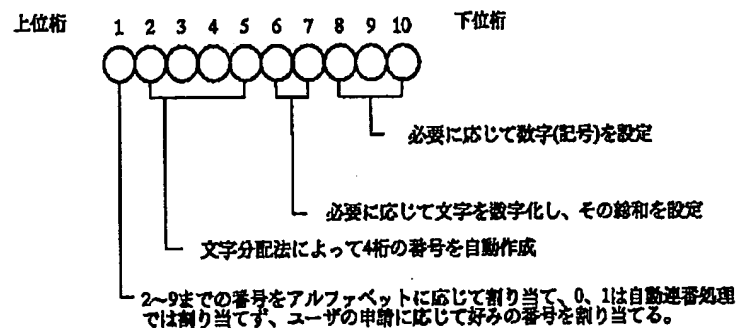 上位桁 1 2 3 4 5 6 7 8 9 10 下位桁
必要に応じて数字(記号)を設定
必要に応じて文字を数字化し、その総和を設定
文字分配法によって4桁の番号を自動作成
2〜9までの番号をアルファベットに応じて割り当て、0、1は自動連番処理
では割り当てず、ユーザの申請に応じて好みの番号を割り当てる。